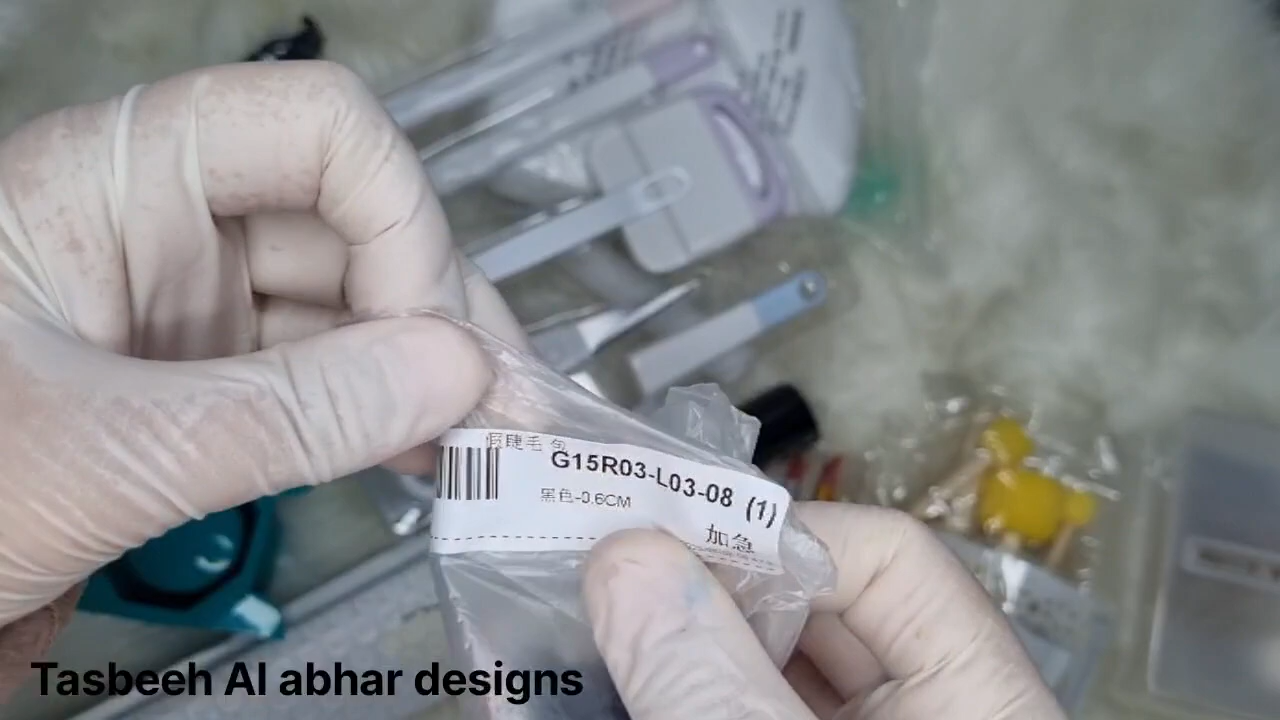 假睫毛 包
G15R03-L03-08 (1)
黑色-0.6CM
加急
Tasbeeh Al abhar designs